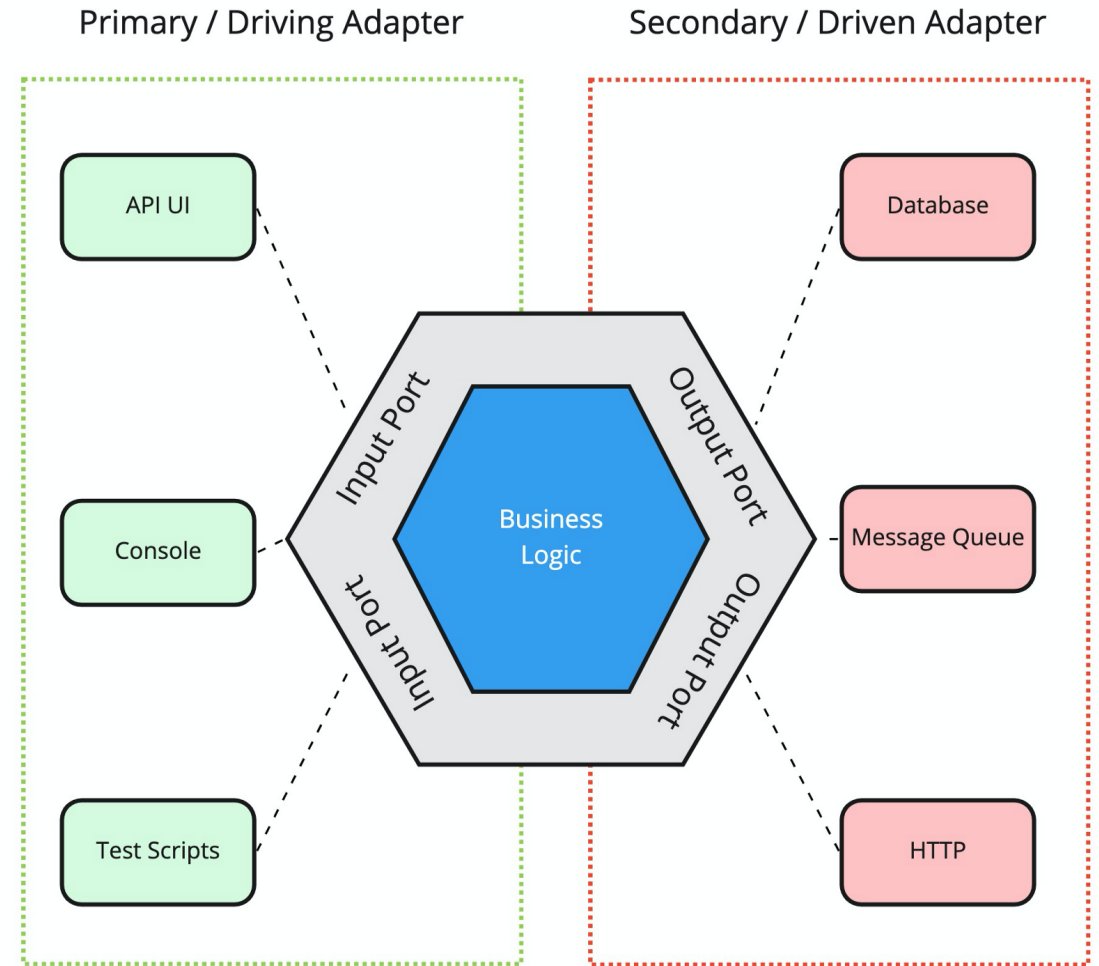 Primary / Driving Adapter
Secondary / Driven Adapter
API UI
Database
Input Port
Output Port
Console
Business
Logic
Message Queue
Input Port
Output Port
Test Scripts
HTTP